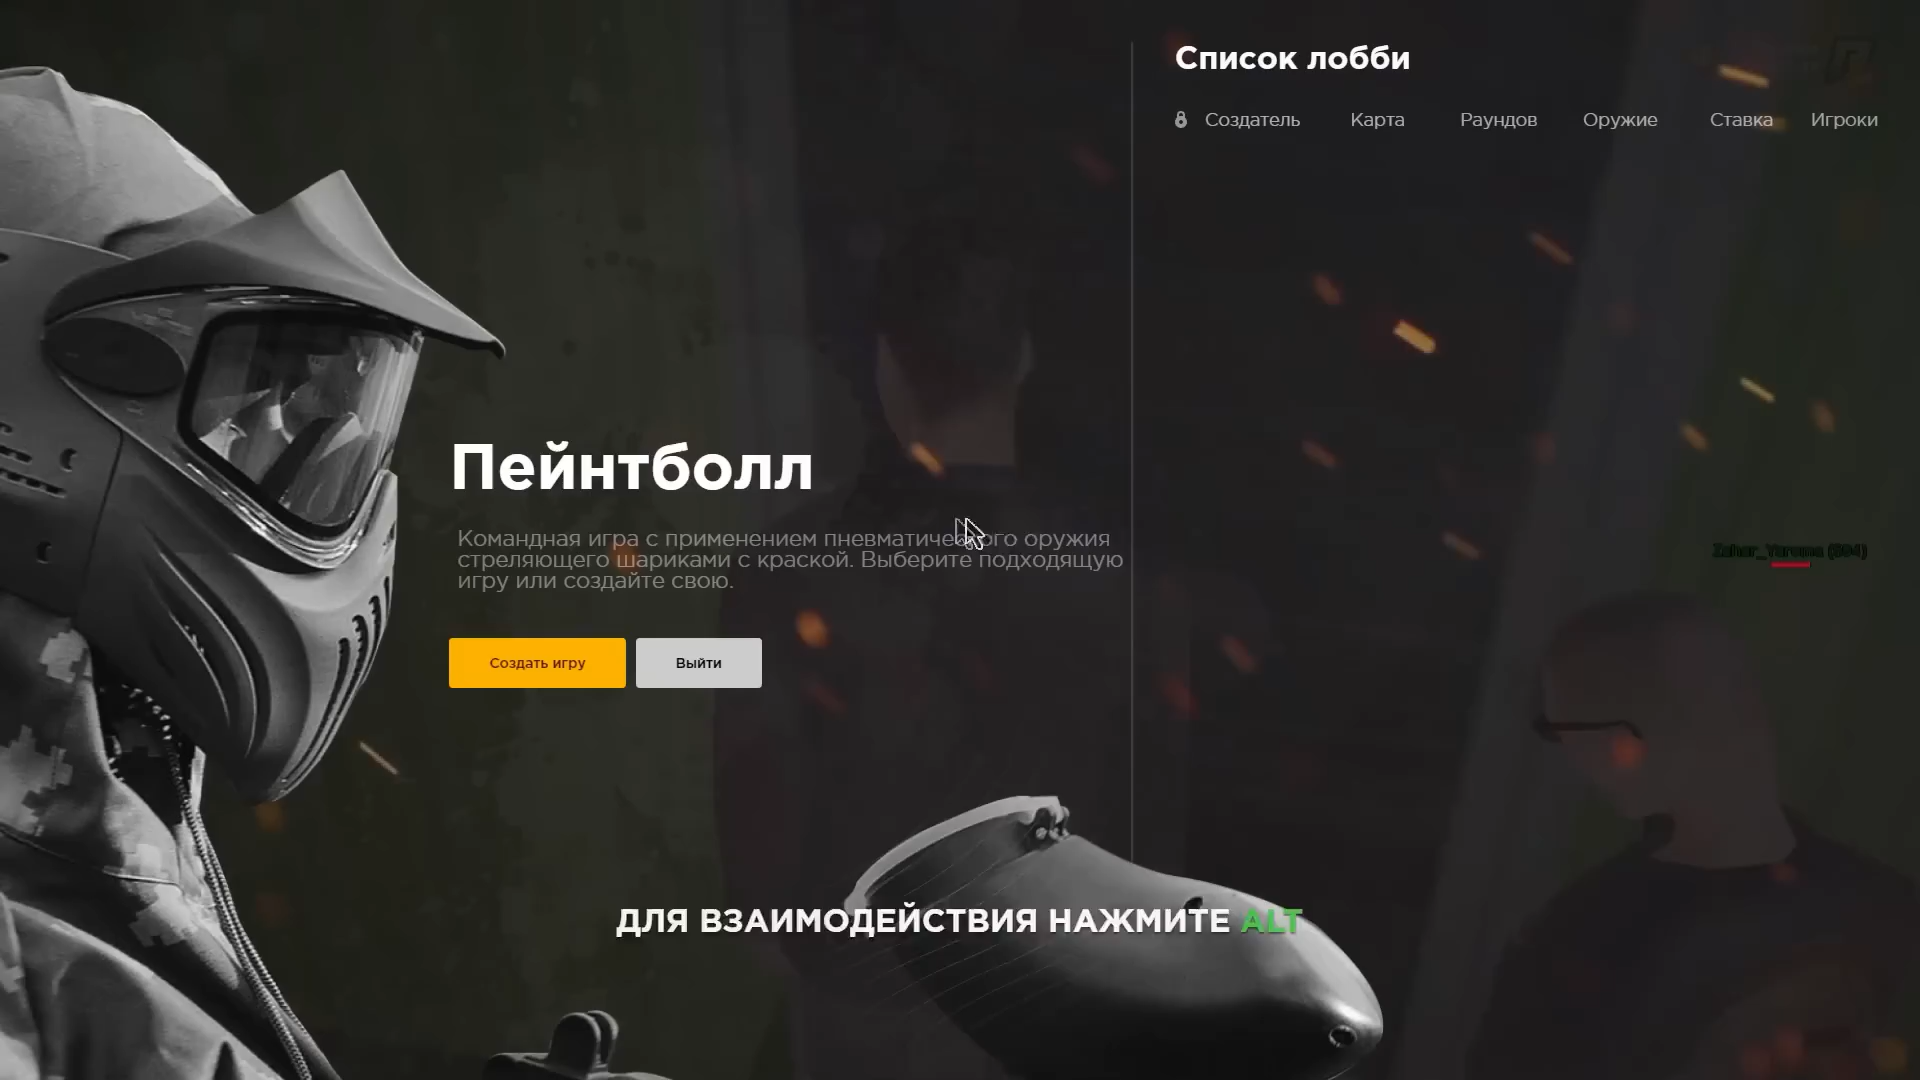 Список лобби
Создатель Карта Раундов Оружие Ставка Игроки
Пейнтболл
Командная игра с применением пневматического оружия
стреляющего шариками с краской. Выберите подходящую
игру или создайте свою.
Создать игру Выйти
ДЛЯ ВЗАИМОДЕЙСТВИЯ НАЖМИТЕ ALT